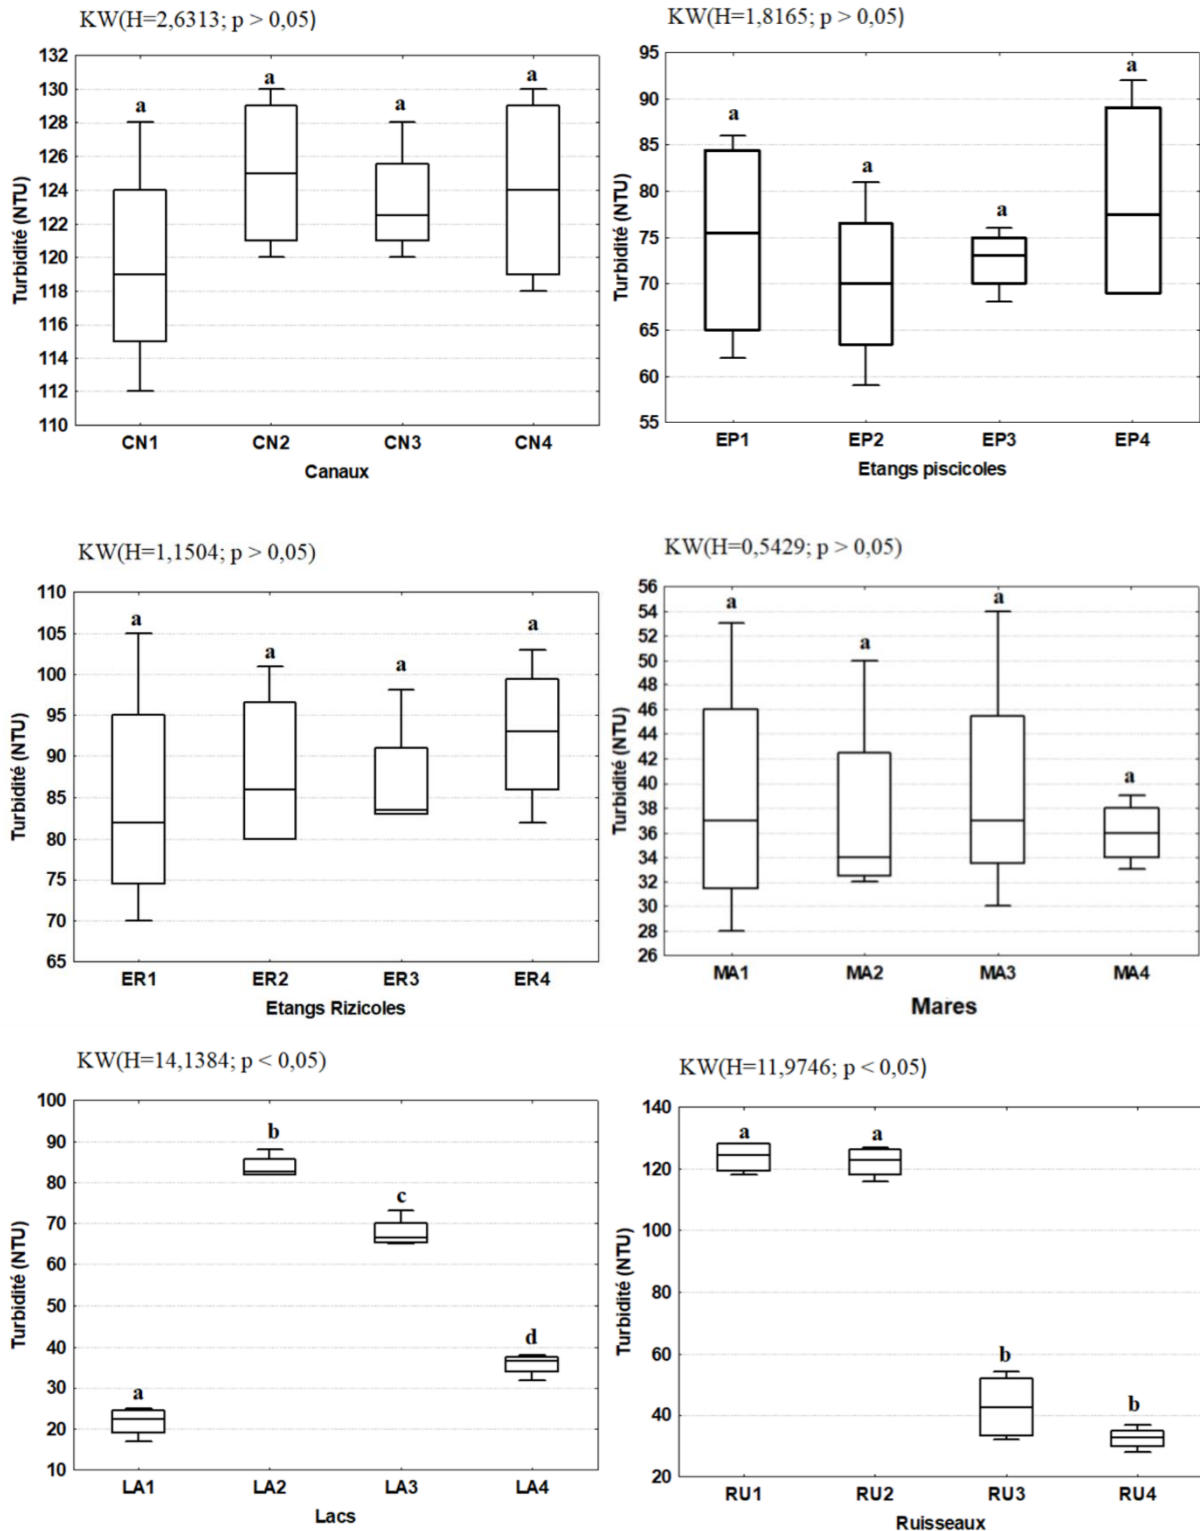 KW(H=2,6313; p > 0,05)
132
130
128
126
124
122
120
118
116
114
112
110
Turbidité (NTU)
a
a
a
a
CN1 CN2 CN3 CN4
Canaux
KW(H=1,8165; p > 0,05)
95
90
85
80
75
70
65
60
55
Turbidité (NTU)
a
a
a
a
EP1 EP2 EP3 EP4
Etangs piscicoles
KW(H=1,1504; p > 0,05)
110
105
100
95
90
85
80
75
70
65
Turbidité (NTU)
a
a
a
a
ER1 ER2 ER3 ER4
Etangs Rizicoles
KW(H=0,5429; p > 0,05)
56
54
52
50
48
46
44
42
40
38
36
34
32
30
28
26
Turbidité (NTU)
a
a
a
a
MA1 MA2 MA3 MA4
Mares
KW(H=14,1384; p < 0,05)
100
90
80
70
60
50
40
30
20
10
Turbidité (NTU)
a
b
c
d
LA1 LA2 LA3 LA4
Lacs
KW(H=11,9746; p < 0,05)
140
120
100
80
60
40
20
Turbidité (NTU)
a
a
b
b
RU1 RU2 RU3 RU4
Ruisseaux